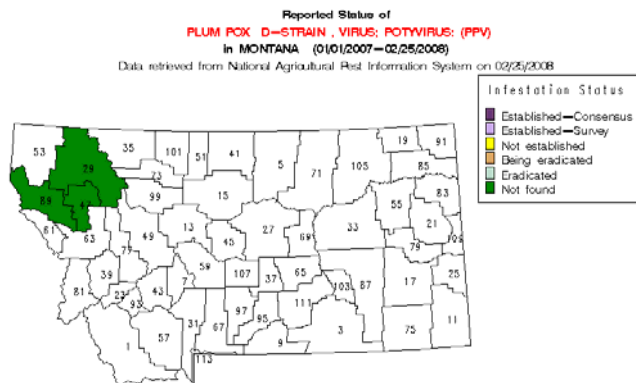 Reported Status of
PLUM POX D-STRAIN , VIRUS; POTYVIRUS; (PPV)
in MONTANA (01/01/2007-02/25/2008)
Data retrieved from National Agricultural Pest Information System on 02/25/2008
Infestation Status
Established-Consensus
Established-Survey
Not established
Being eradicated
Eradicated
Not found
53 29 35 101 51 41 5 71 105 19 91
85
73
89 47 99 15 55 83
61 63 77 49 13 45 27 69 33 79 21 109
81 39 23 93 43 7 59 107 37 65 103 87 17 25
97 95 111
1 57 31 67 9 3 75 11
113